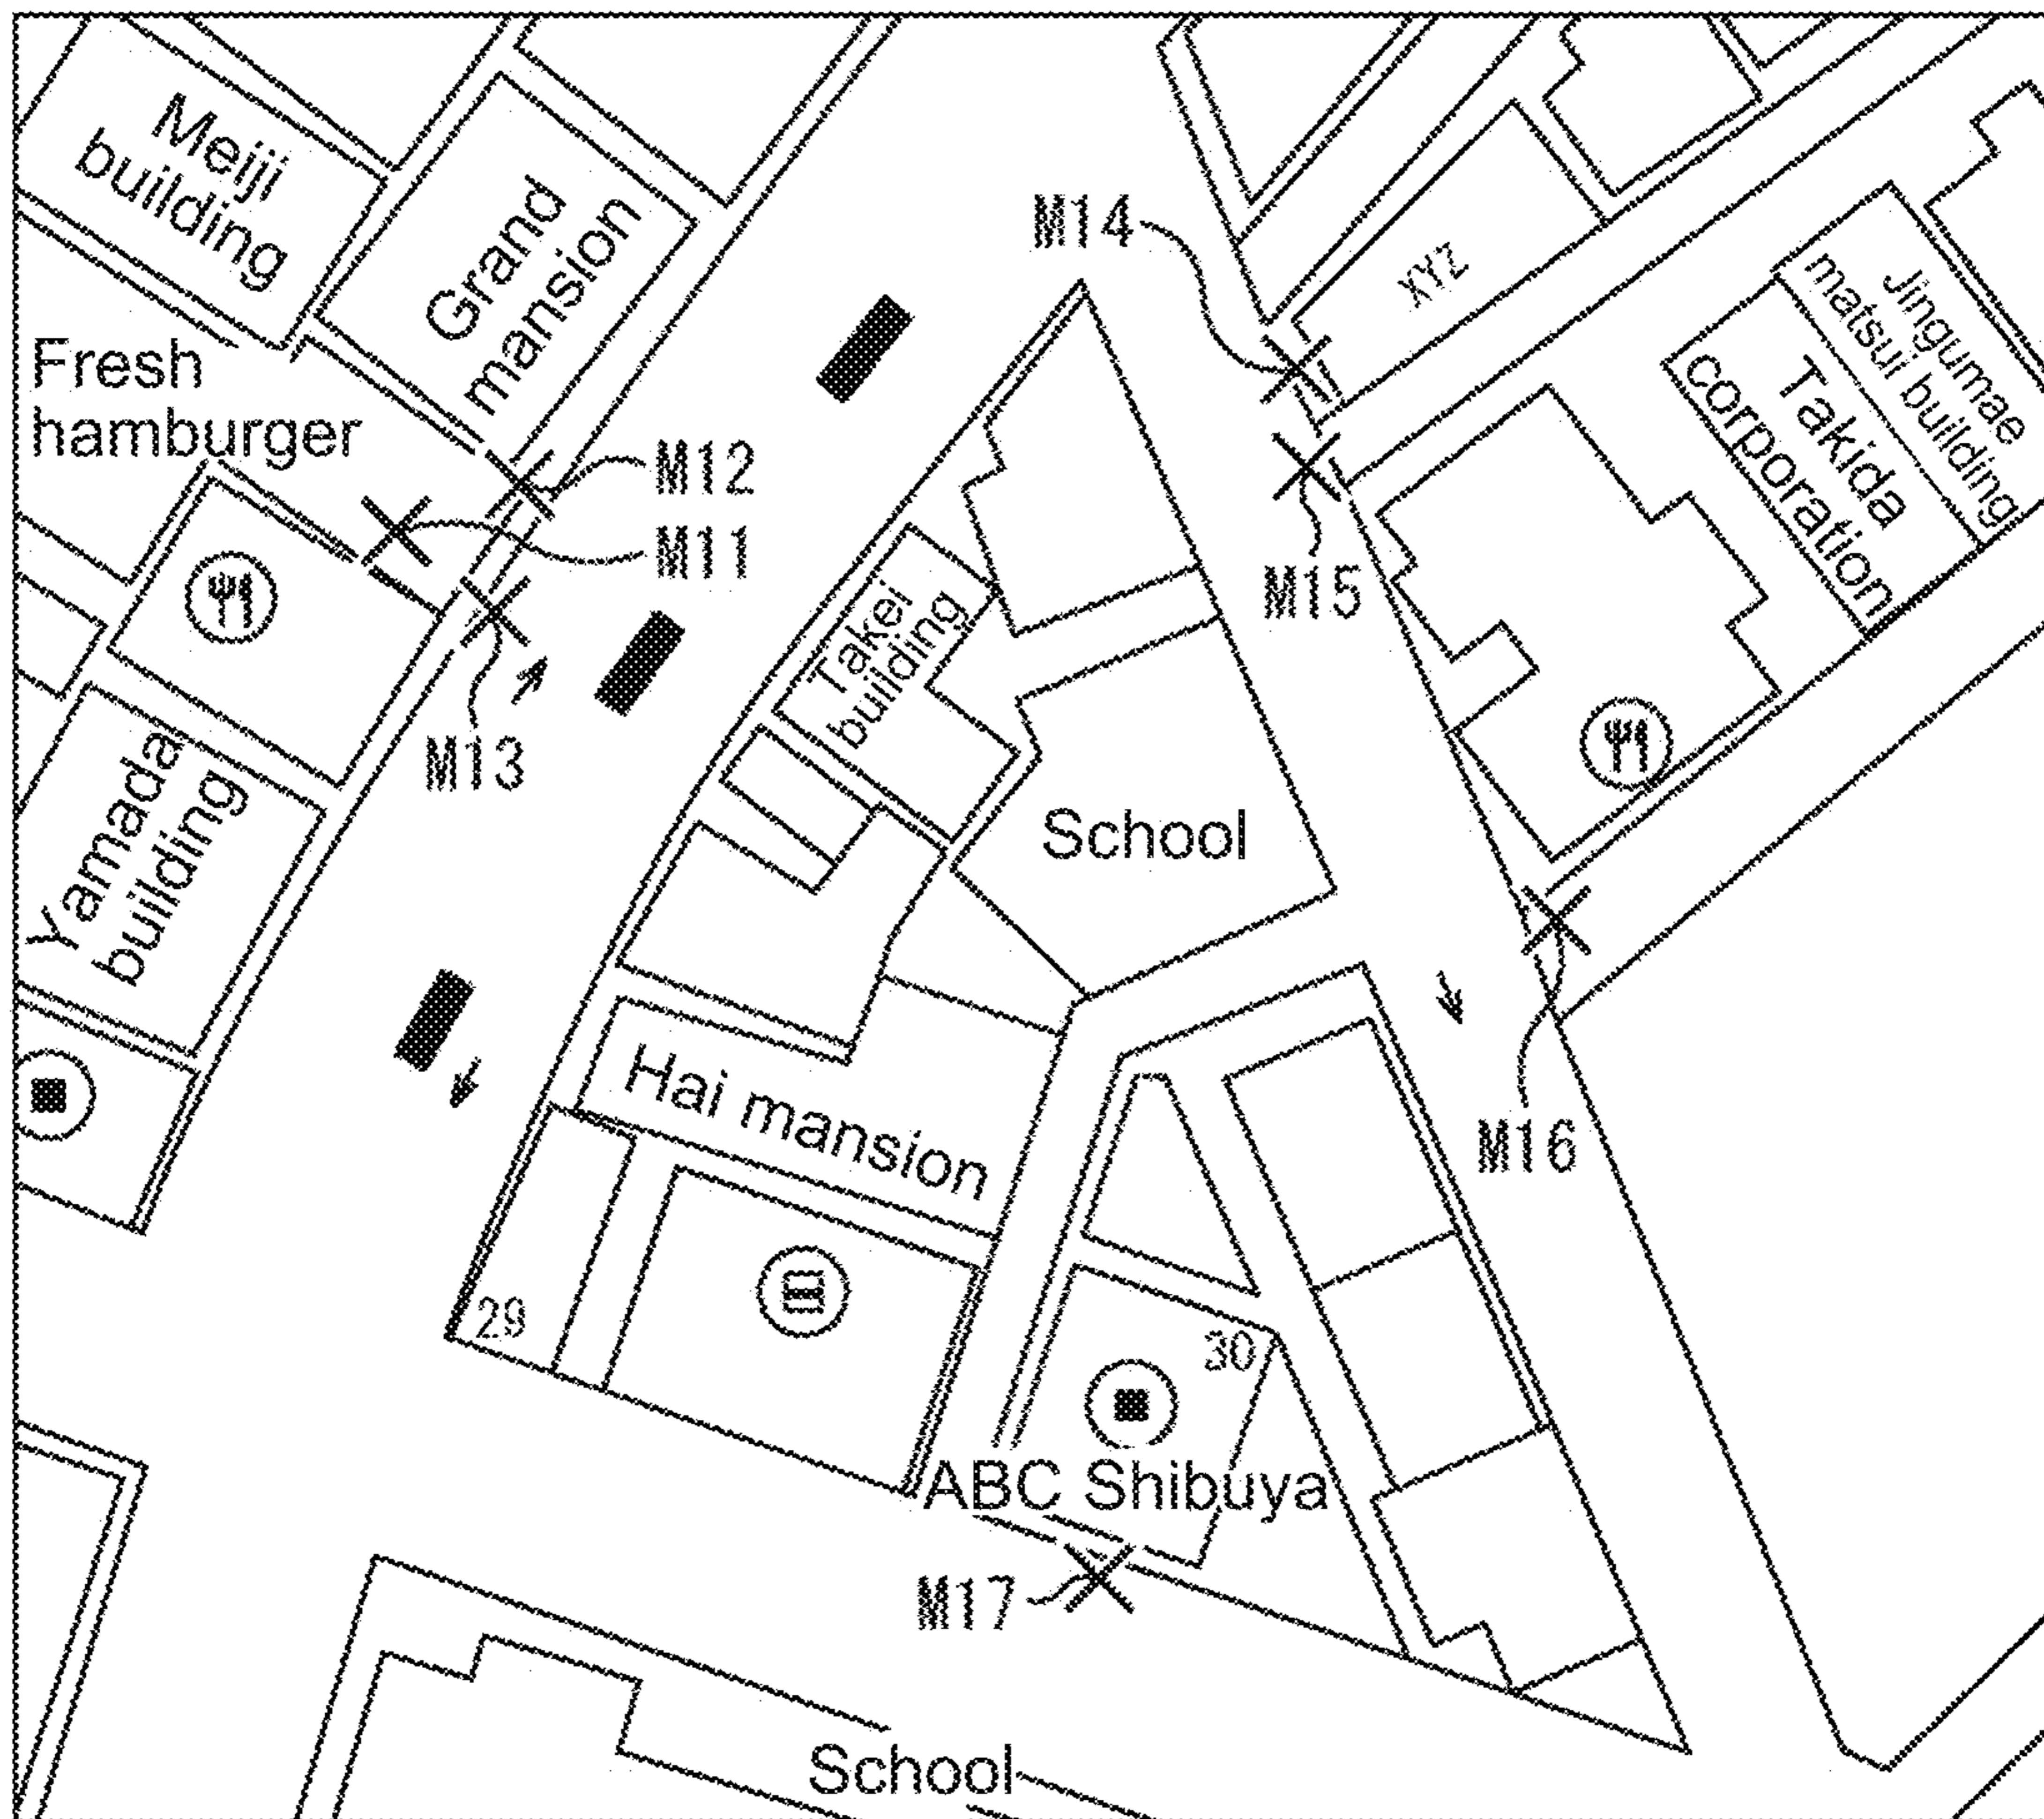 Meiji
building
Grand
mansion
M14
XYZ
Jingumae
matsui building
Takida
corporation
Fresh
hamburger
M12
M11
M15
Takei
building
M13
Yamada
building
School
M16
Hai mansion
29
30
ABC Shibuya
M17
School